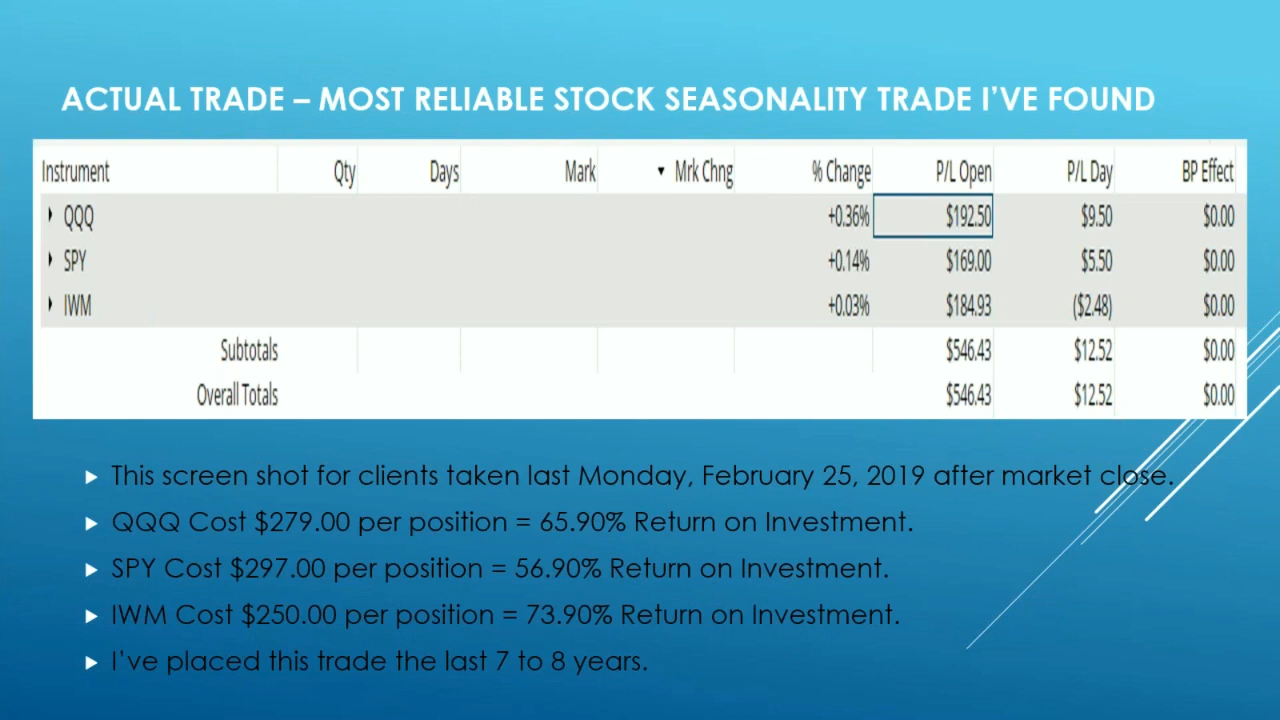 ACTUAL TRADE – MOST RELIABLE STOCK SEASONALITY TRADE I'VE FOUND
Instrument Qty Days Mark Mrk Chng % Change P/L Open P/L Day BP Effect
QQQ +0.36% $192.50 $9.50 $0.00
SPY +0.14% $169.00 $5.50 $0.00
IWM +0.03% $184.93 ($2.48) $0.00
Subtotals $546.43 $12.52 $0.00
Overall Totals $546.43 $12.52 $0.00
This screen shot for clients taken last Monday, February 25, 2019 after market close.
QQQ Cost $279.00 per position = 65.90% Return on Investment.
SPY Cost $297.00 per position = 56.90% Return on Investment.
IWM Cost $250.00 per position = 73.90% Return on Investment.
I've placed this trade the last 7 to 8 years.